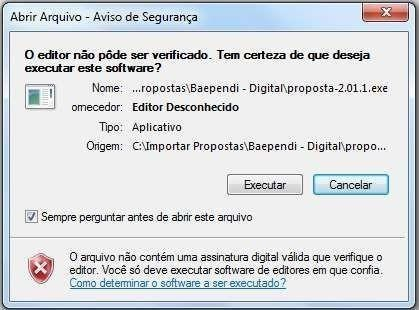 Abrir Arquivo - Aviso de Segurança
O editor não pôde ser verificado. Tem certeza de que deseja
executar este software?
Nome: ...ropostas\Baependi - Digital\proposta-2.01.1.exe
ornecedor: Editor Desconhecido
Tipo: Aplicativo
Origem: C:\Importar Propostas\Baependi - Digital\propo...
Executar Cancelar
Sempre perguntar antes de abrir este arquivo
O arquivo não contém uma assinatura digital válida que verifique o
editor. Você só deve executar software de editores em que confia.
Como determinar o software a ser executado?